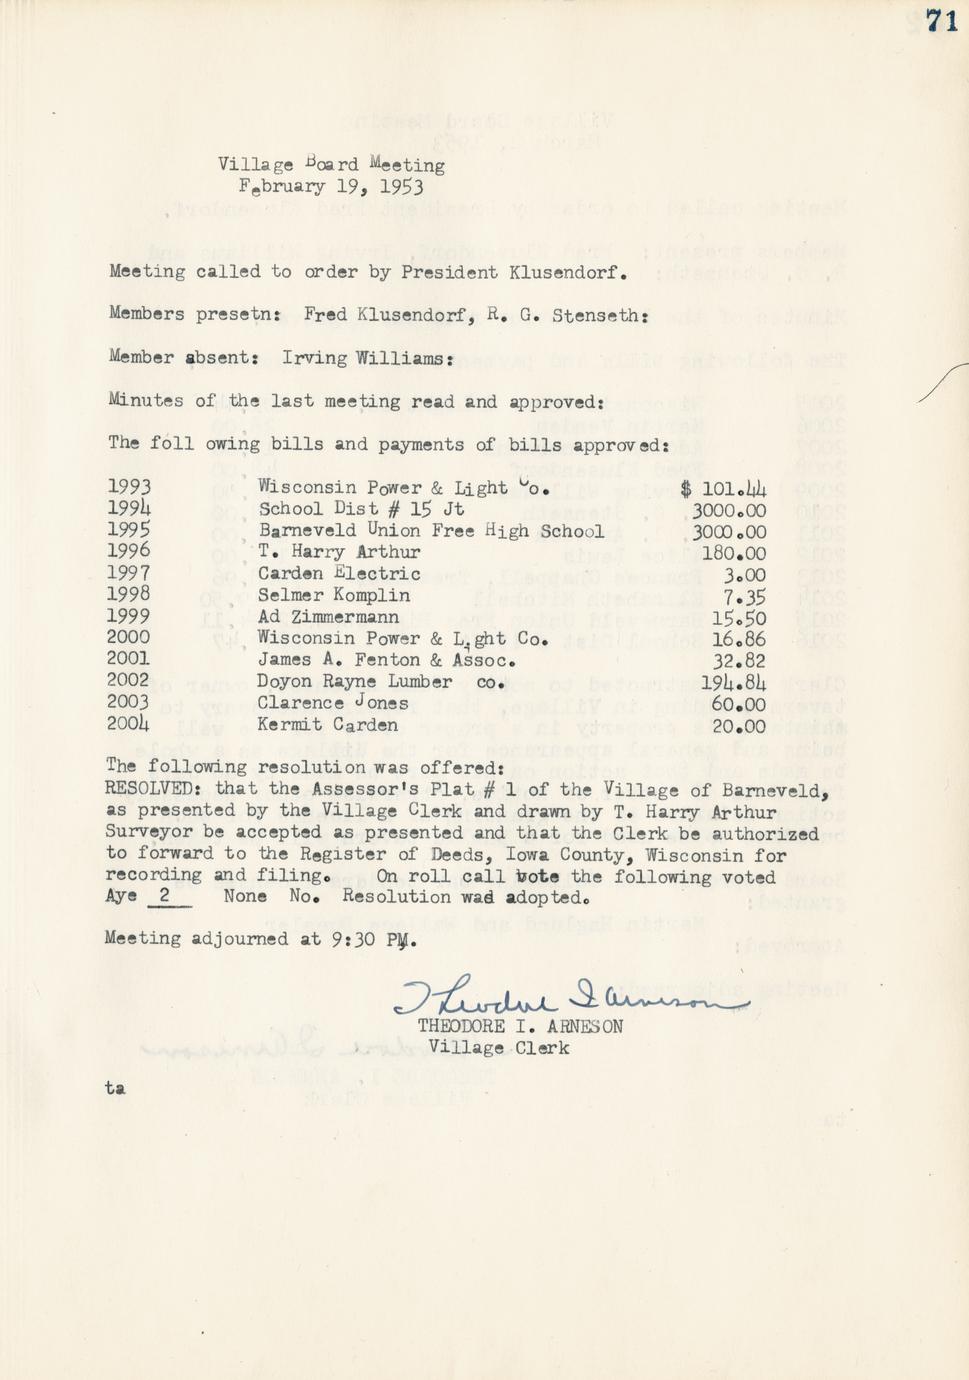 71
Village Board Meeting
February 19, 1953
Meeting called to order by President Klusendorf.
Members presetn: Fred Klusendorf, R. G. Stenseth:
Member absent: Irving Williams:
Minutes of the last meeting read and approved:
The foll owing bills and payments of bills approved:
1993 Wisconsin Power & Light Co. $ 101.44
1994 School Dist # 15 Jt 3000.00
1995 Barneveld Union Free High School 3000.00
1996 T. Harry Arthur 180.00
1997 Carden Electric 3.00
1998 Selmer Komplin 7.35
1999 Ad Zimmermann 15.50
2000 Wisconsin Power & Light Co. 16.86
2001 James A. Fenton & Assoc. 32.82
2002 Doyon Rayne Lumber co. 194.84
2003 Clarence Jones 60.00
2004 Kermit Carden 20.00
The following resolution was offered:
RESOLVED: that the Assessor's Plat # 1 of the Village of Barneveld,
as presented by the Village Clerk and drawn by T. Harry Arthur
Surveyor be accepted as presented and that the Clerk be authorized
to forward to the Register of Deeds, Iowa County, Wisconsin for
recording and filing. On roll call vote the following voted
Aye 2 None No. Resolution was adopted.
Meeting adjourned at 9:30 PM.
Theodore I Arneson
THEODORE I. ARNESON
Village Clerk
ta